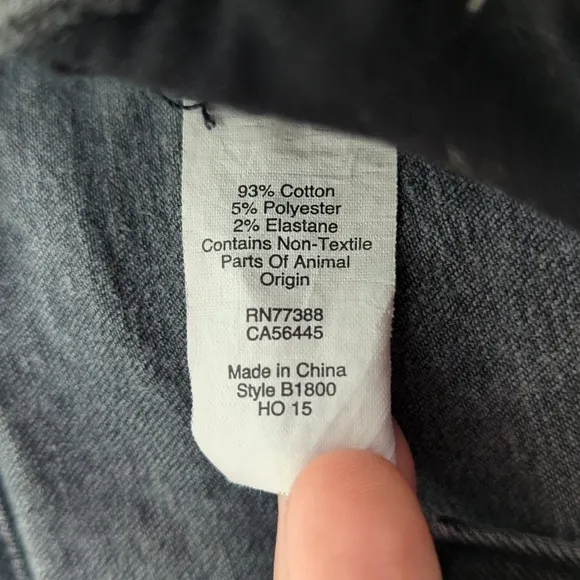 93% Cotton
5% Polyester
2% Elastane
Contains Non-Textile
Parts Of Animal
Origin
RN77388
CA56445
Made in China
Style B1800
HO 15